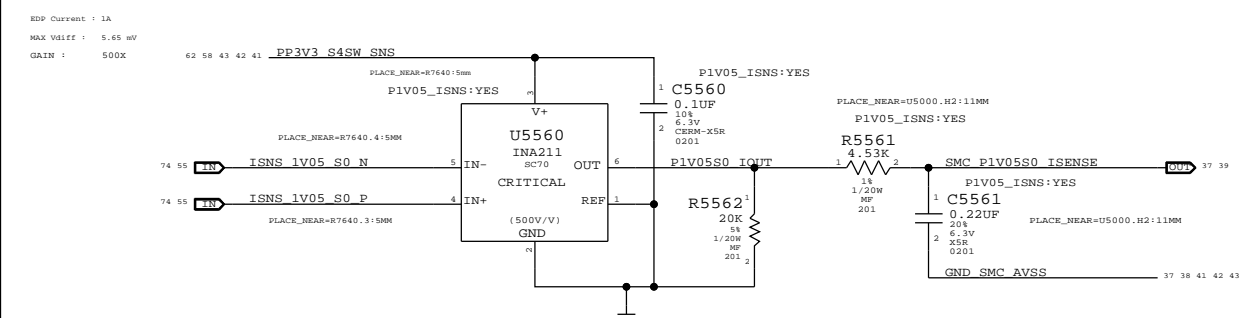 EDP Current : 1A
MAX Vdiff : 5.65 mV
GAIN : 500X
62 58 43 42 41 PP3V3_S4SW_SNS
PLACE_NEAR=R7640:5mm
P1V05_ISNS:YES
3
V+
U5560
INA211
SC70
CRITICAL
(500V/V)
GND
2
PLACE_NEAR=R7640.4:5MM
74 55 IN ISNS_1V05_S0_N 5 IN-
74 55 IN ISNS_1V05_S0_P 4 IN+
PLACE_NEAR=R7640.3:5MM
OUT 6 P1V05S0_IOUT
REF 1
P1V05_ISNS:YES
1 C5560
0.1UF
10%
6.3V
2 CERM-X5R
0201
R5562 1
20K
5%
1/20W
MF
201 2
PLACE_NEAR=U5000.H2:11MM
P1V05_ISNS:YES
R5561
1 4.53K 2
1%
1/20W
MF
201
SMC_P1V05S0_ISENSE OUT 37 39
P1V05_ISNS:YES
1 C5561
0.22UF
20%
6.3V
2 X5R
0201
PLACE_NEAR=U5000.H2:11MM
GND_SMC_AVSS 37 38 41 42 43